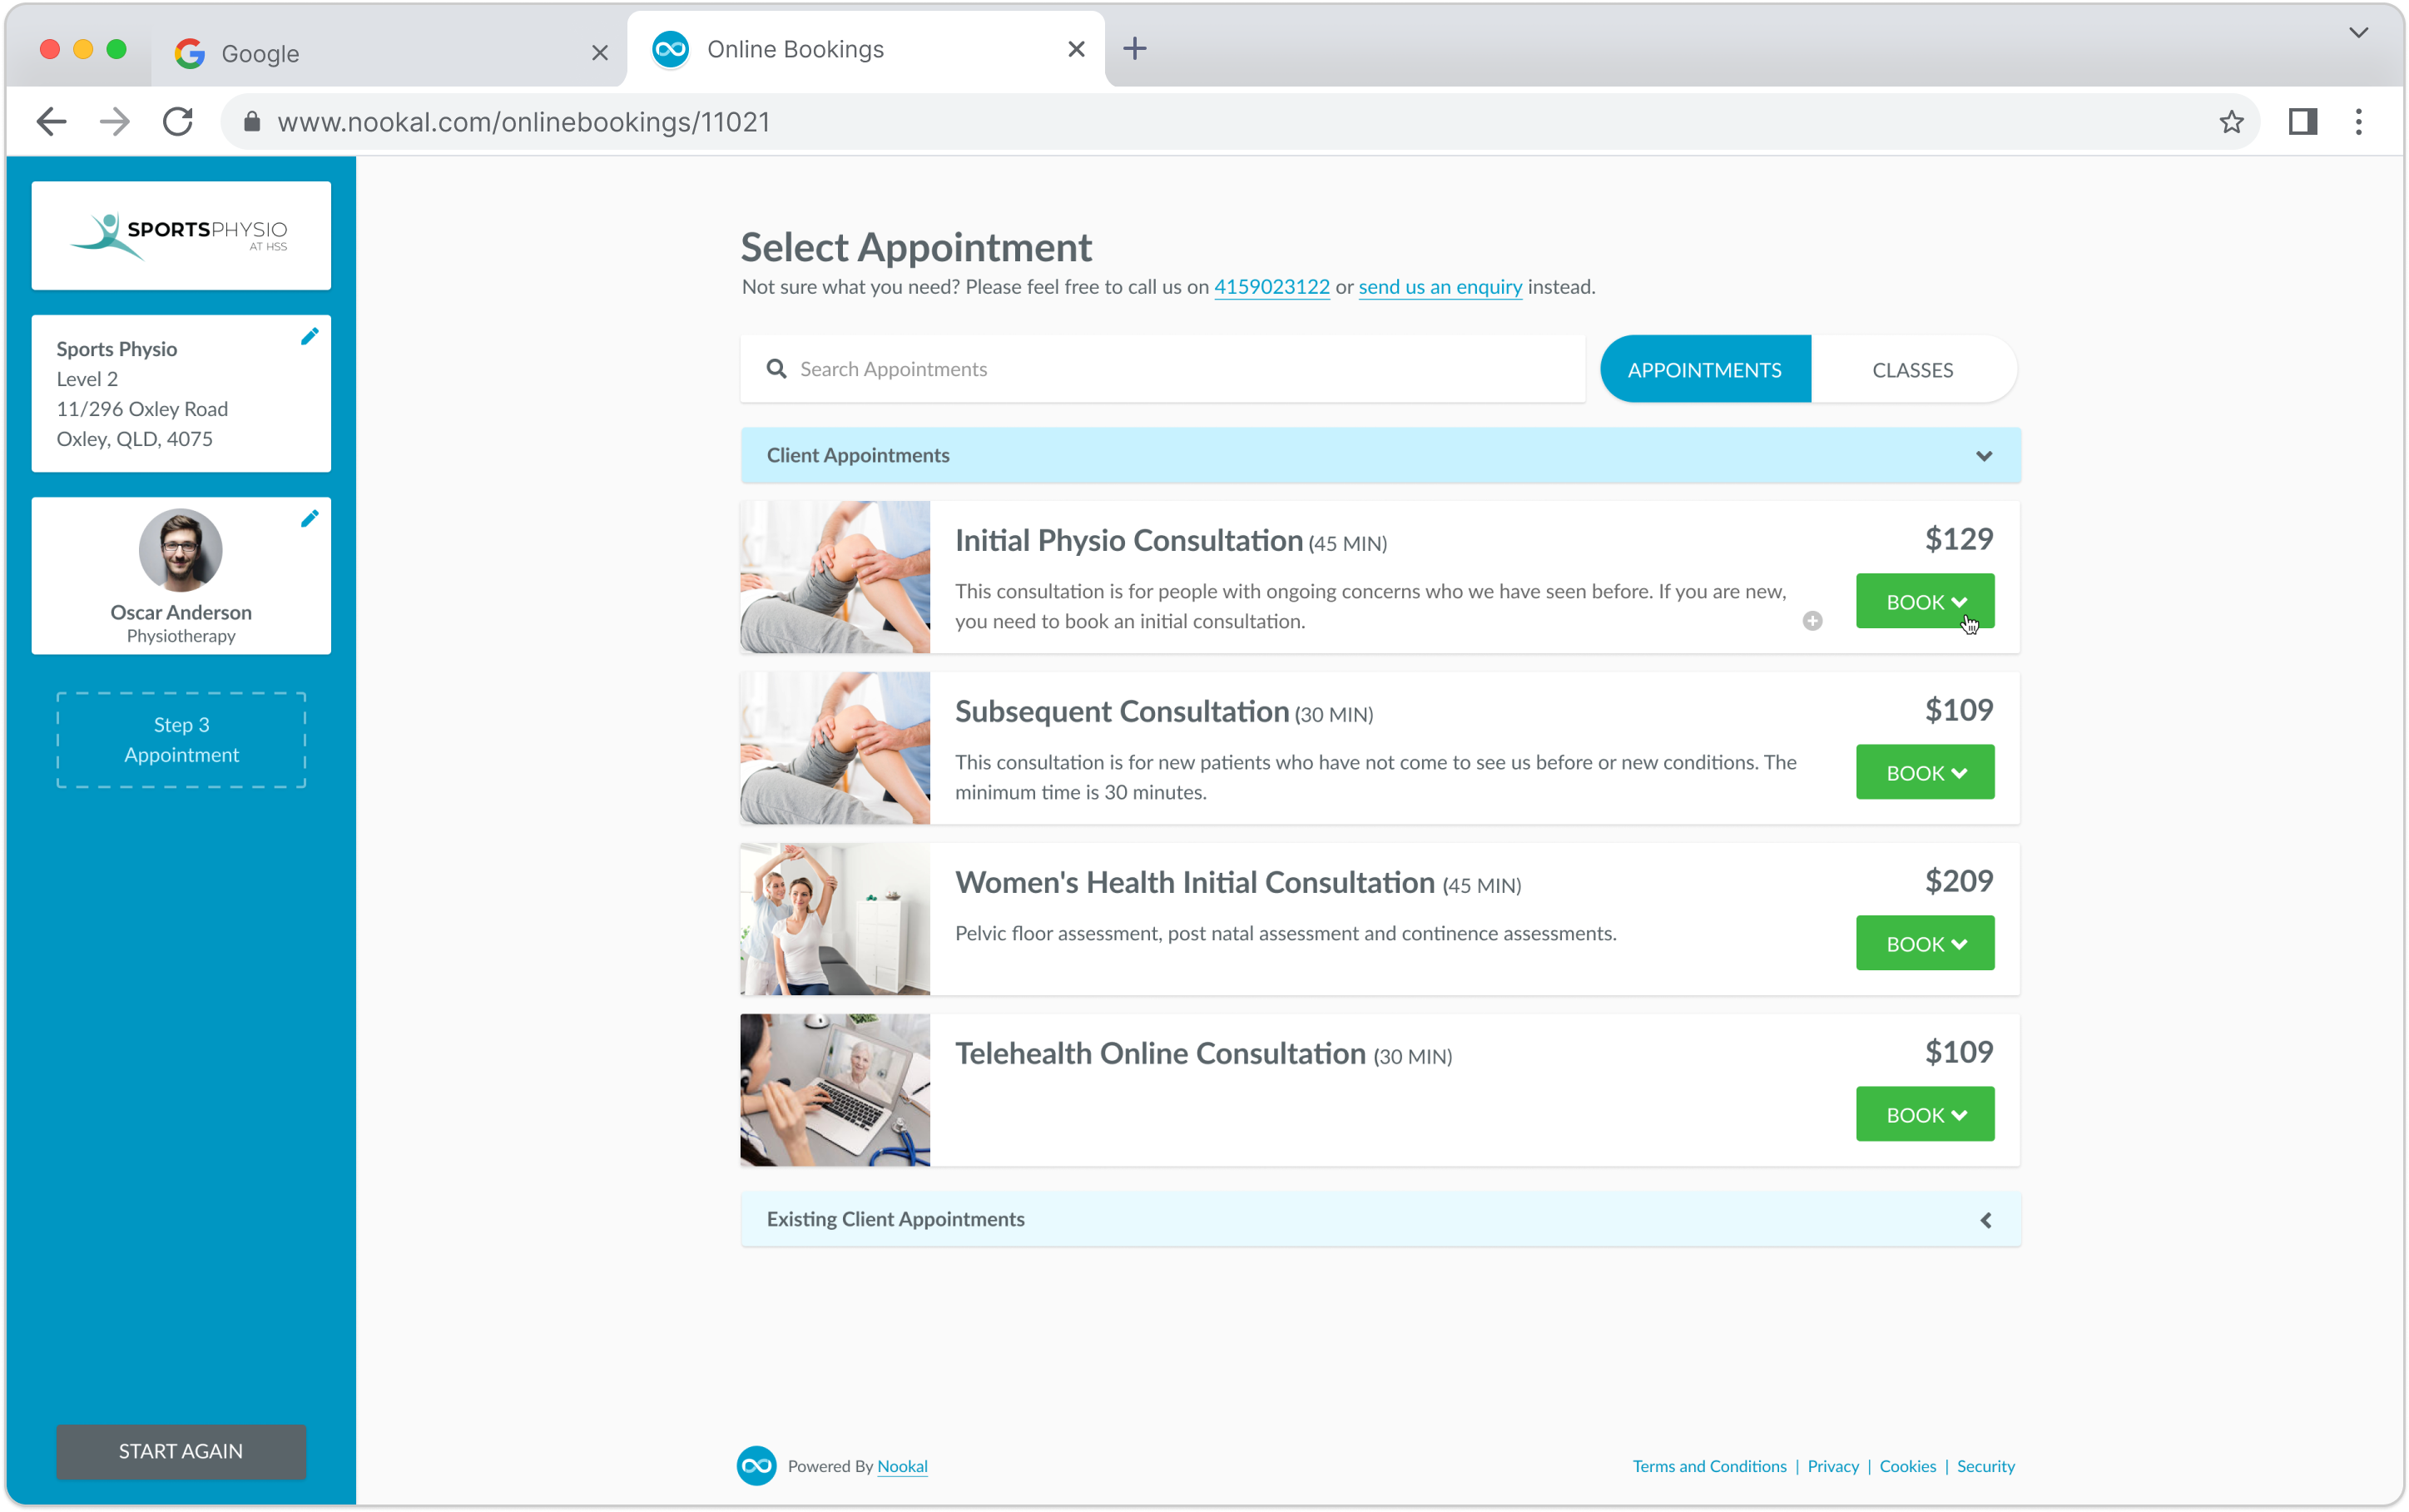 Google
Online Bookings
www.nookal.com/onlinebookings/11021
SPORTSPHYSIO
AT HSS
Sports Physio
Level 2
11/296 Oxley Road
Oxley, QLD, 4075
Oscar Anderson
Physiotherapy
Step 3
Appointment
START AGAIN
Select Appointment
Not sure what you need? Please feel free to call us on 4159023122 or send us an enquiry instead.
Search Appointments
APPOINTMENTS
CLASSES
Client Appointments
Initial Physio Consultation (45 MIN)
$129
This consultation is for people with ongoing concerns who we have seen before. If you are new,
you need to book an initial consultation.
BOOK
Subsequent Consultation (30 MIN)
$109
This consultation is for new patients who have not come to see us before or new conditions. The
minimum time is 30 minutes.
BOOK
Women's Health Initial Consultation (45 MIN)
$209
Pelvic floor assessment, post natal assessment and continence assessments.
BOOK
Telehealth Online Consultation (30 MIN)
$109
BOOK
Existing Client Appointments
Powered By Nookal
Terms and Conditions | Privacy | Cookies | Security